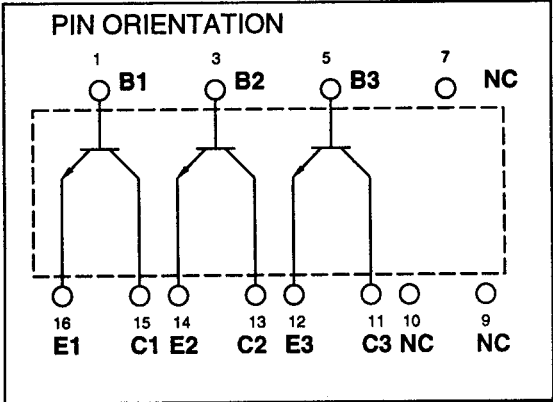 PIN ORIENTATION
1 3 5 7
B1 B2 B3 NC
16 15 14 13 12 11 10 9
E1 C1 E2 C2 E3 C3 NC NC